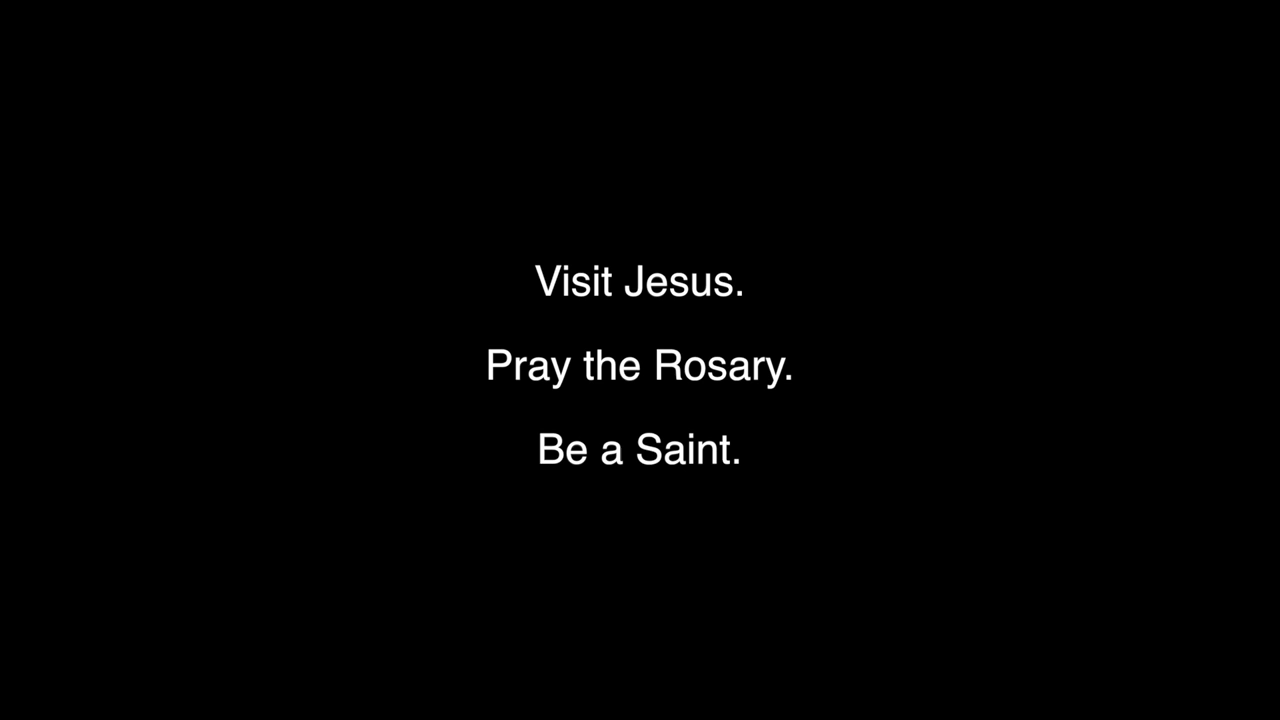 Visit Jesus.
Pray the Rosary.
Be a Saint.